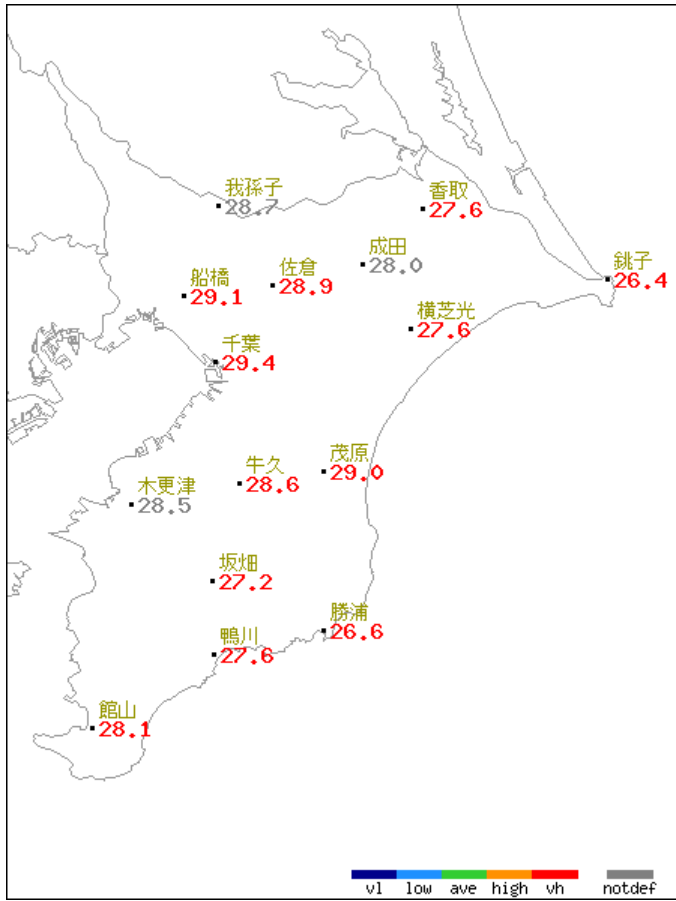 我孫子
28.7
香取
27.6
成田
28.0
銚子
26.4
船橋
29.1
佐倉
28.9
横芝光
27.6
千葉
29.4
茂原
29.0
牛久
28.6
木更津
28.5
坂畑
27.2
勝浦
26.6
鴨川
27.6
館山
28.1
vl low ave high vh notdef